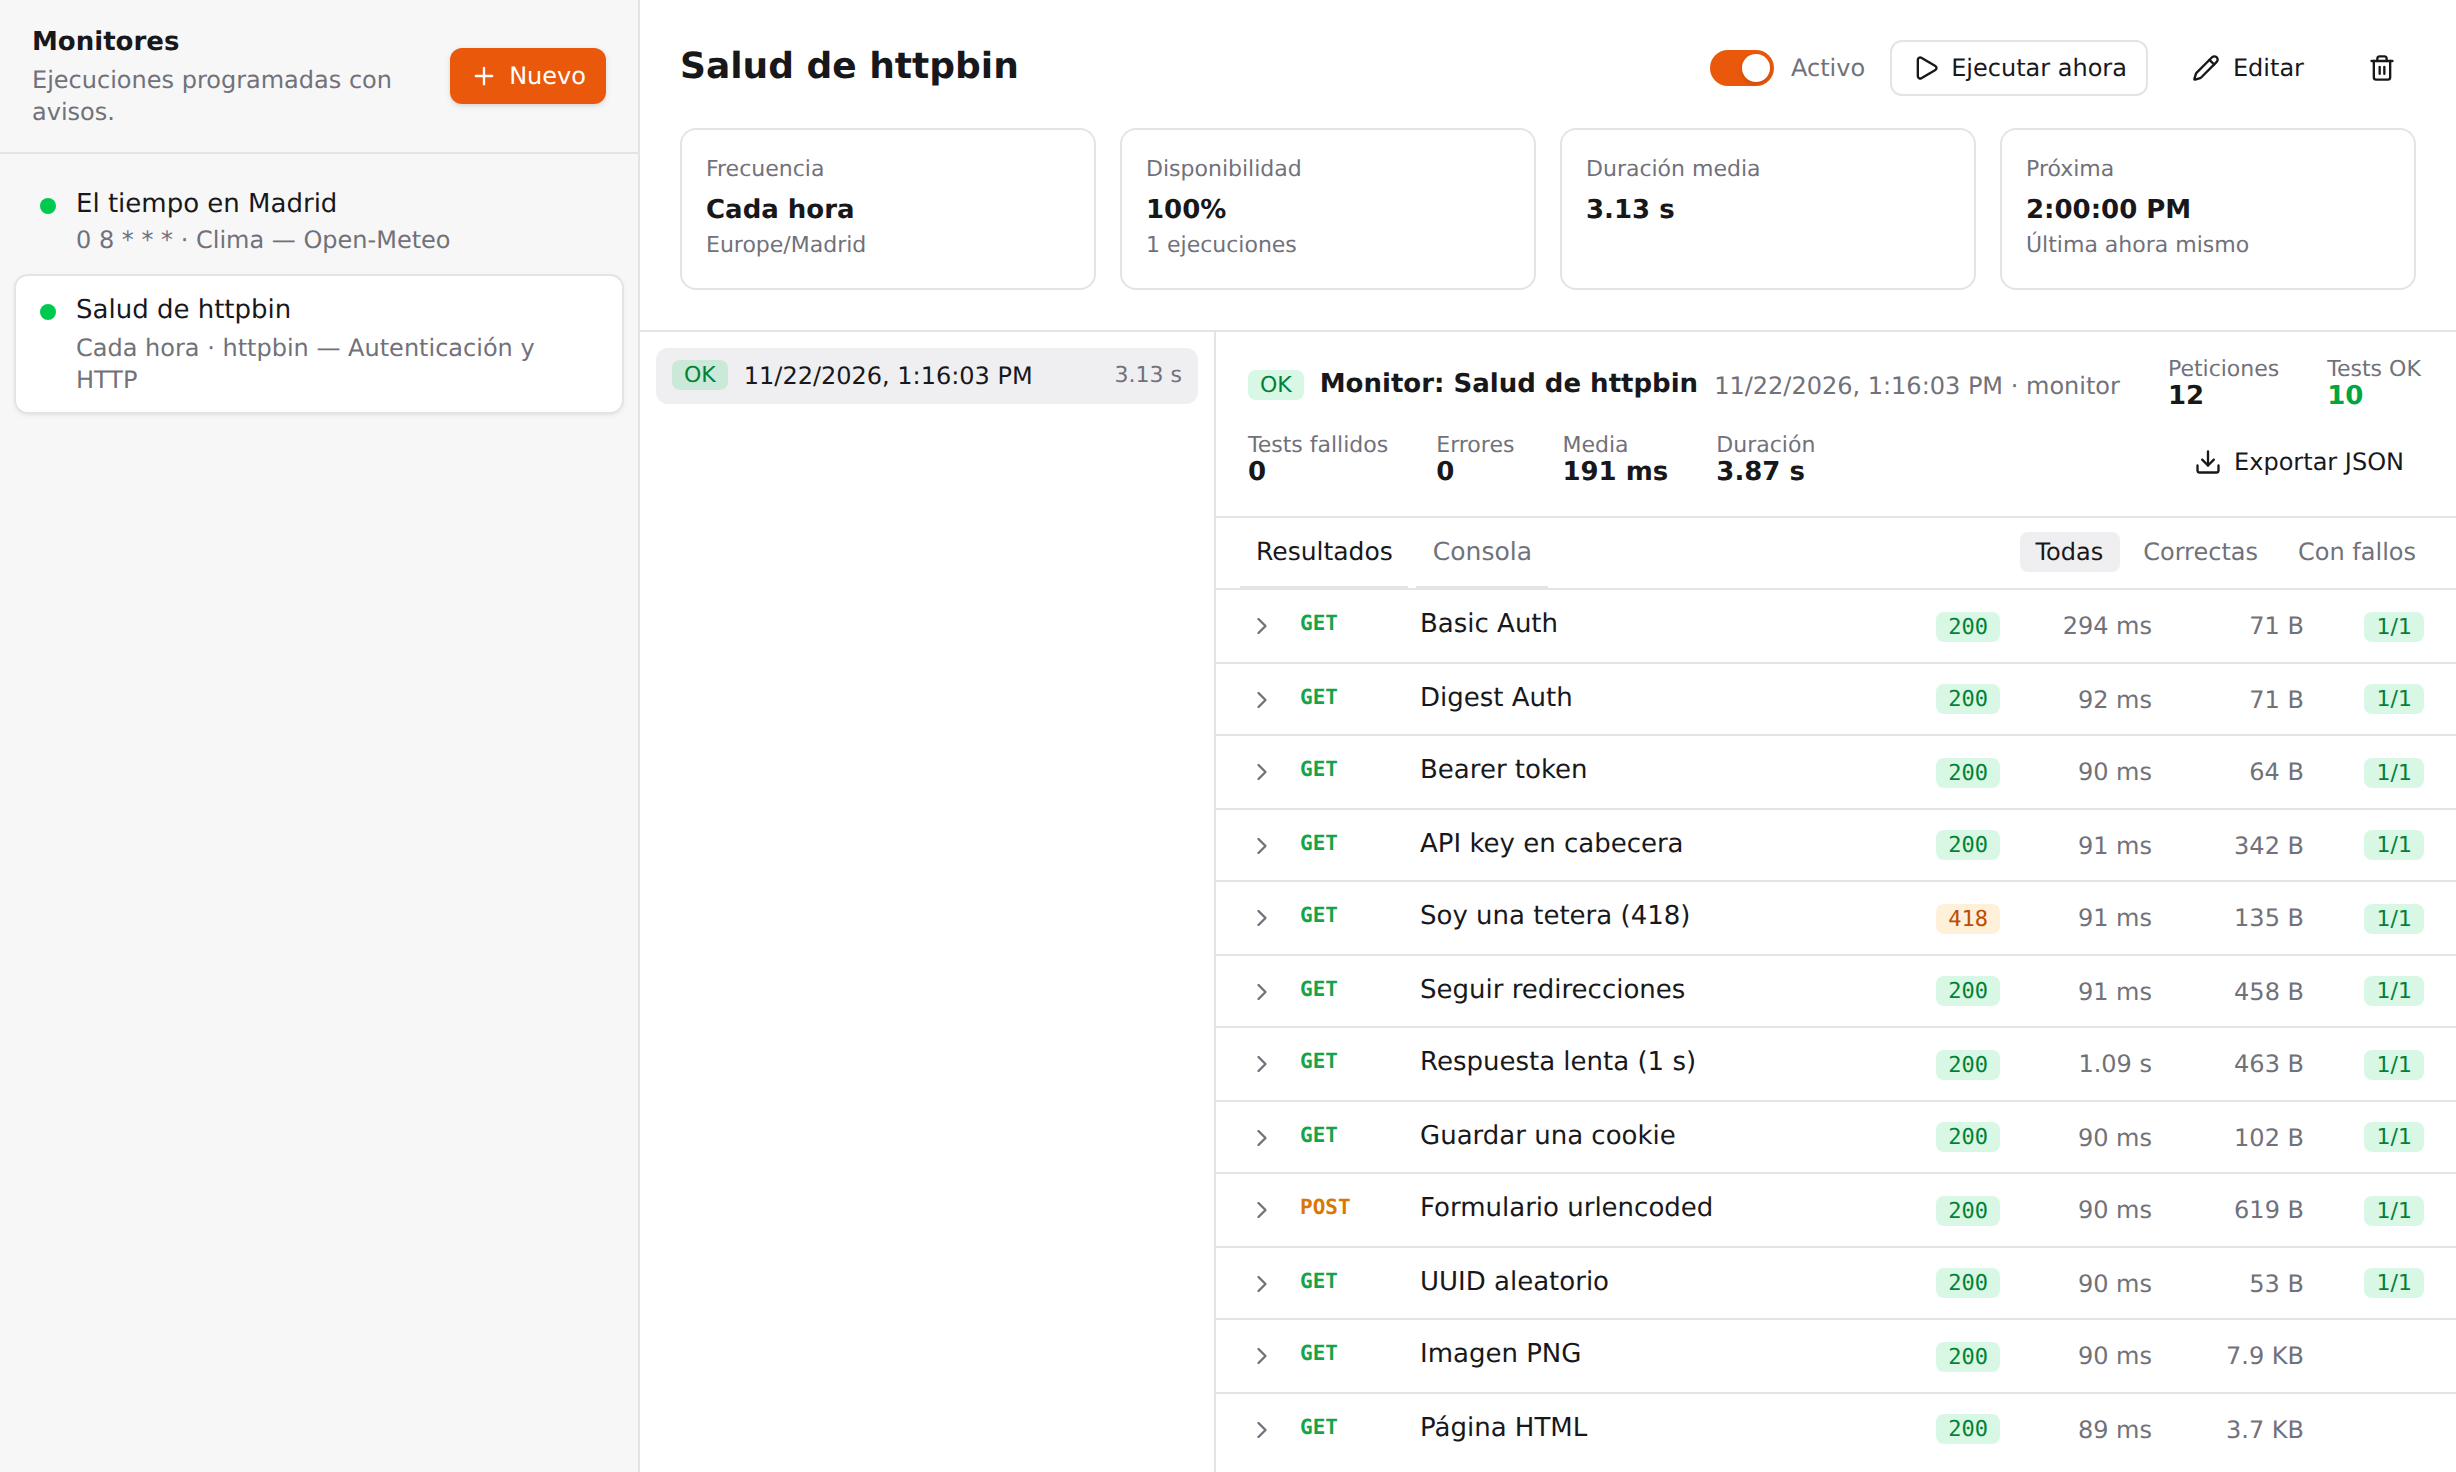 Monitores
Ejecuciones programadas con
avisos.
Nuevo
El tiempo en Madrid
0 8 * * * · Clima — Open-Meteo
Salud de httpbin
Cada hora · httpbin — Autenticación y
HTTP
Salud de httpbin
Activo
Ejecutar ahora
Editar
Frecuencia
Cada hora
Europe/Madrid
Disponibilidad
100%
1 ejecuciones
Duración media
3.13 s
Próxima
2:00:00 PM
Última ahora mismo
OK 11/22/2026, 1:16:03 PM 3.13 s
OK Monitor: Salud de httpbin 11/22/2026, 1:16:03 PM · monitor
Peticiones
12
Tests OK
10
Tests fallidos
0
Errores
0
Media
191 ms
Duración
3.87 s
Exportar JSON
Resultados Consola Todas Correctas Con fallos
GET Basic Auth 200 294 ms 71 B 1/1
GET Digest Auth 200 92 ms 71 B 1/1
GET Bearer token 200 90 ms 64 B 1/1
GET API key en cabecera 200 91 ms 342 B 1/1
GET Soy una tetera (418) 418 91 ms 135 B 1/1
GET Seguir redirecciones 200 91 ms 458 B 1/1
GET Respuesta lenta (1 s) 200 1.09 s 463 B 1/1
GET Guardar una cookie 200 90 ms 102 B 1/1
POST Formulario urlencoded 200 90 ms 619 B 1/1
GET UUID aleatorio 200 90 ms 53 B 1/1
GET Imagen PNG 200 90 ms 7.9 KB
GET Página HTML 200 89 ms 3.7 KB